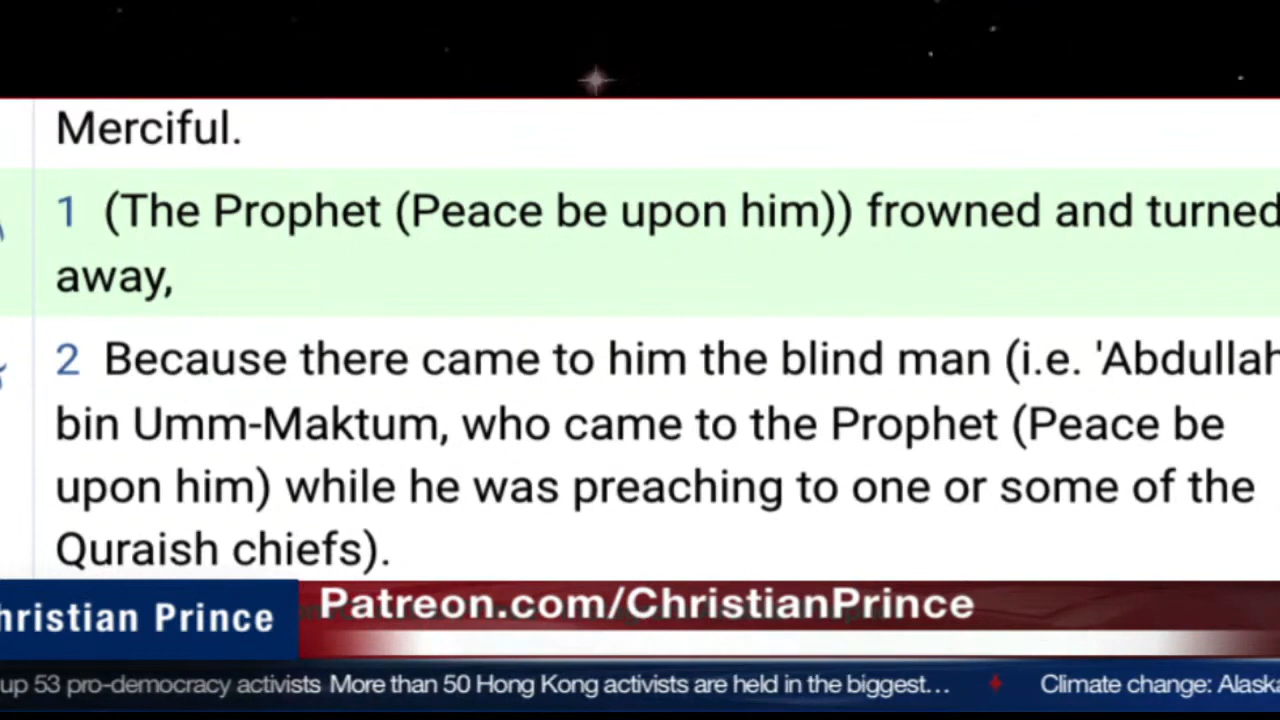 Merciful.
1 (The Prophet (Peace be upon him)) frowned and turned
away,
2 Because there came to him the blind man (i.e. 'Abdullah
bin Umm-Maktum, who came to the Prophet (Peace be
upon him) while he was preaching to one or some of the
Quraish chiefs).
hristian Prince
Patreon.com/ChristianPrince
up 53 pro-democracy activists More than 50 Hong Kong activists are held in the biggest... Climate change: Alaska